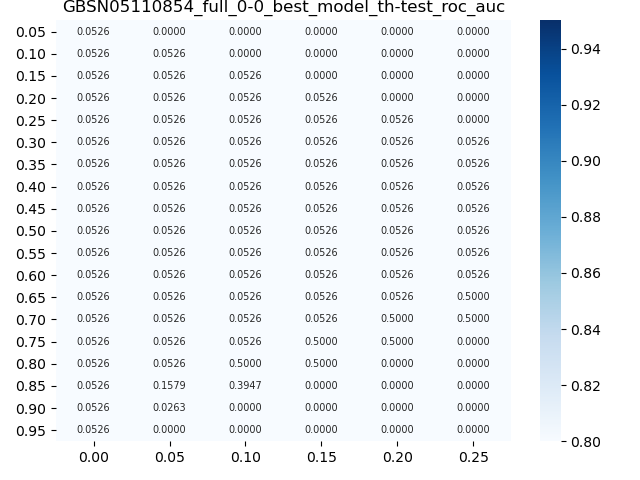 GBSN05110854_full_0-0_best_model_th-test_roc_auc
0.05 0.0526 0.0000 0.0000 0.0000 0.0000 0.0000
0.10 0.0526 0.0526 0.0000 0.0000 0.0000 0.0000
0.15 0.0526 0.0526 0.0526 0.0000 0.0000 0.0000
0.20 0.0526 0.0526 0.0526 0.0526 0.0000 0.0000
0.25 0.0526 0.0526 0.0526 0.0526 0.0526 0.0000
0.30 0.0526 0.0526 0.0526 0.0526 0.0526 0.0526
0.35 0.0526 0.0526 0.0526 0.0526 0.0526 0.0526
0.40 0.0526 0.0526 0.0526 0.0526 0.0526 0.0526
0.45 0.0526 0.0526 0.0526 0.0526 0.0526 0.0526
0.50 0.0526 0.0526 0.0526 0.0526 0.0526 0.0526
0.55 0.0526 0.0526 0.0526 0.0526 0.0526 0.0526
0.60 0.0526 0.0526 0.0526 0.0526 0.0526 0.0526
0.65 0.0526 0.0526 0.0526 0.0526 0.0526 0.5000
0.70 0.0526 0.0526 0.0526 0.0526 0.5000 0.5000
0.75 0.0526 0.0526 0.0526 0.5000 0.5000 0.0000
0.80 0.0526 0.0526 0.5000 0.5000 0.0000 0.0000
0.85 0.0526 0.1579 0.3947 0.0000 0.0000 0.0000
0.90 0.0526 0.0263 0.0000 0.0000 0.0000 0.0000
0.95 0.0526 0.0000 0.0000 0.0000 0.0000 0.0000
0.00 0.05 0.10 0.15 0.20 0.25
0.94
0.92
0.90
0.88
0.86
0.84
0.82
0.80